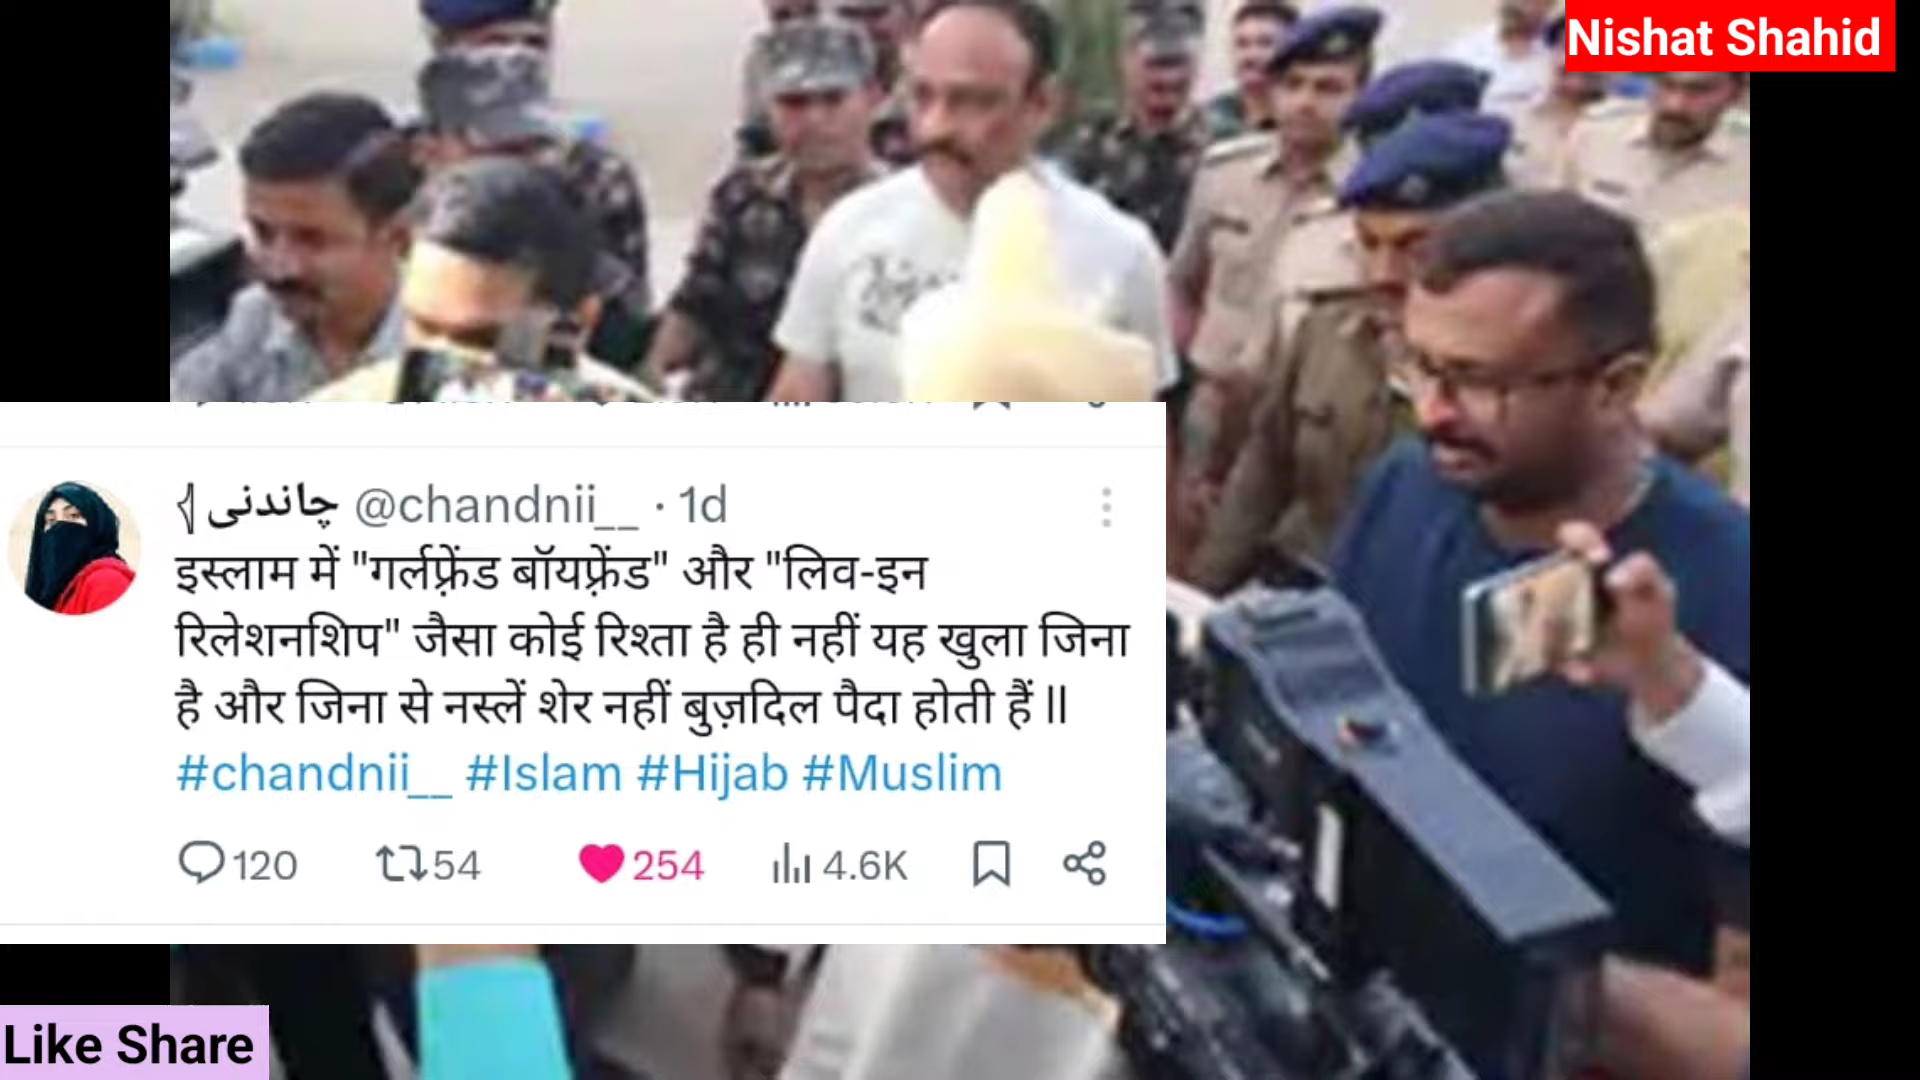 Nishat Shahid
چاندنی @chandnii__ · 1d
इस्लाम में "गर्लफ़्रेंड बॉयफ़्रेंड" और "लिव-इन
रिलेशनशिप" जैसा कोई रिश्ता है ही नहीं यह खुला जिना
है और जिना से नस्लें शेर नहीं बुज़दिल पैदा होती हैं ll
#chandnii__ #Islam #Hijab #Muslim
120 54 254 4.6K
Like Share